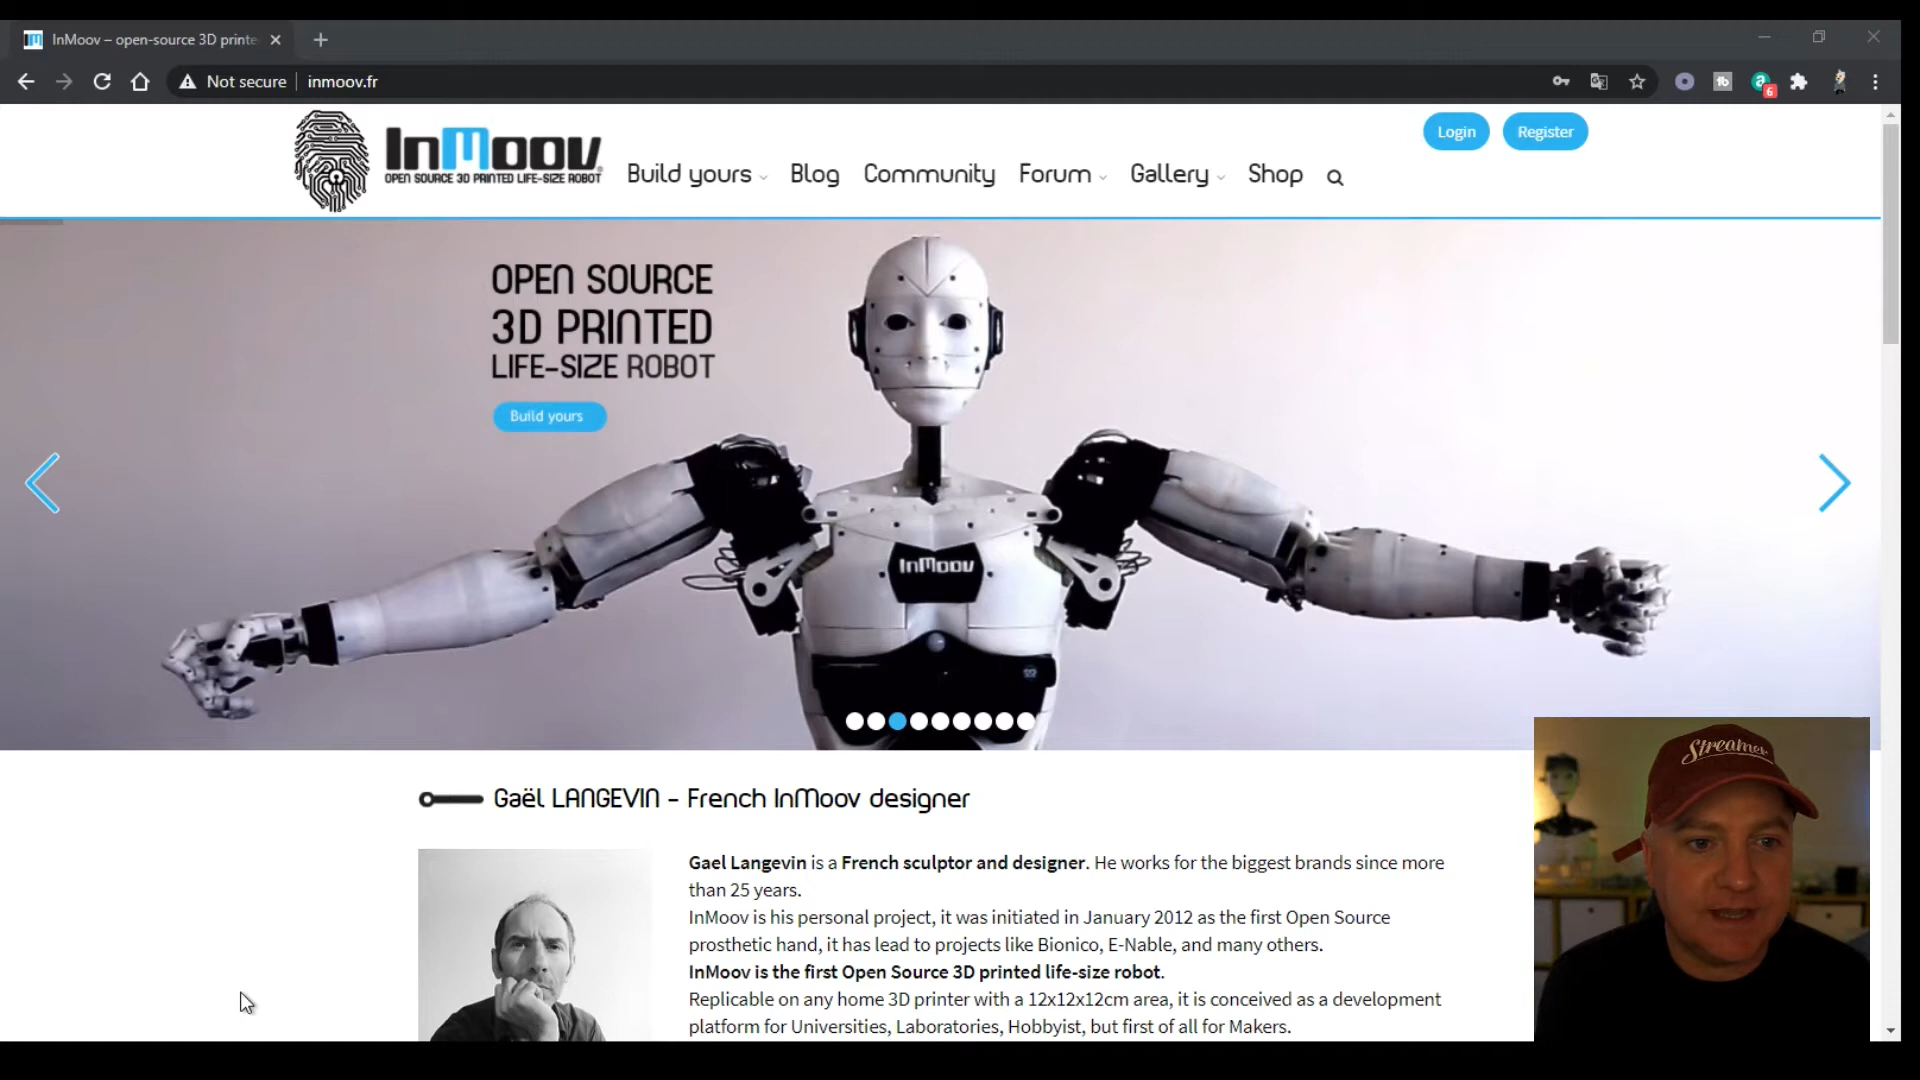 InMoov – open-source 3D printe
Not secure
inmoov.fr
6
InMoov
OPEN SOURCE 3D PRINTED LIFE-SIZE ROBOT
Login
Register
Build yours
Blog
Community
Forum
Gallery
Shop
OPEN SOURCE
3D PRINTED
LIFE-SIZE ROBOT
Build yours
InMoov
Gaël LANGEVIN - French InMoov designer
Gael Langevin is a French sculptor and designer. He works for the biggest brands since more
than 25 years.
InMoov is his personal project, it was initiated in January 2012 as the first Open Source
prosthetic hand, it has lead to projects like Bionico, E-Nable, and many others.
InMoov is the first Open Source 3D printed life-size robot.
Replicable on any home 3D printer with a 12x12x12cm area, it is conceived as a development
platform for Universities, Laboratories, Hobbyist, but first of all for Makers.
Streamer